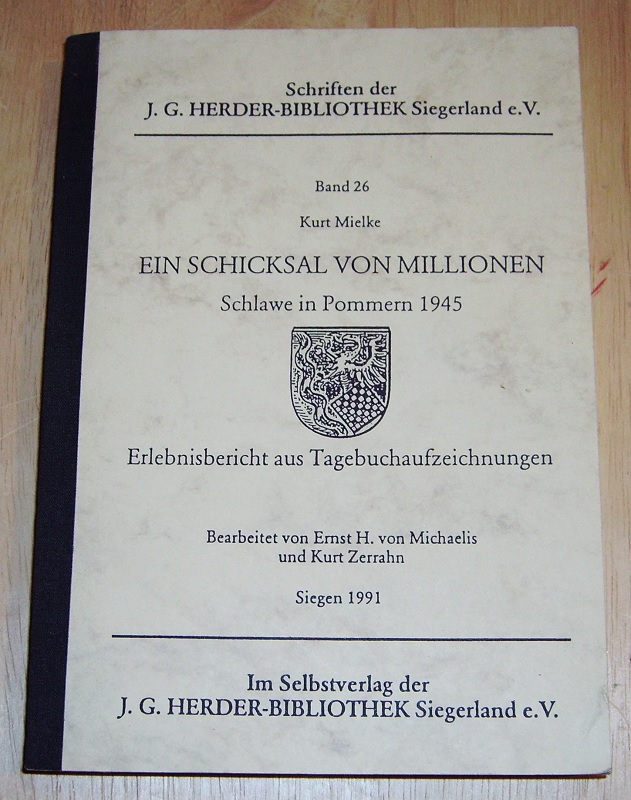 Schriften der
J. G. HERDER-BIBLIOTHEK Siegerland e.V.
Band 26
Kurt Mielke
EIN SCHICKSAL VON MILLIONEN
Schlawe in Pommern 1945
Erlebnisbericht aus Tagebuchaufzeichnungen
Bearbeitet von Ernst H. von Michaelis
und Kurt Zerrahn
Siegen 1991
Im Selbstverlag der
J. G. HERDER-BIBLIOTHEK Siegerland e.V.